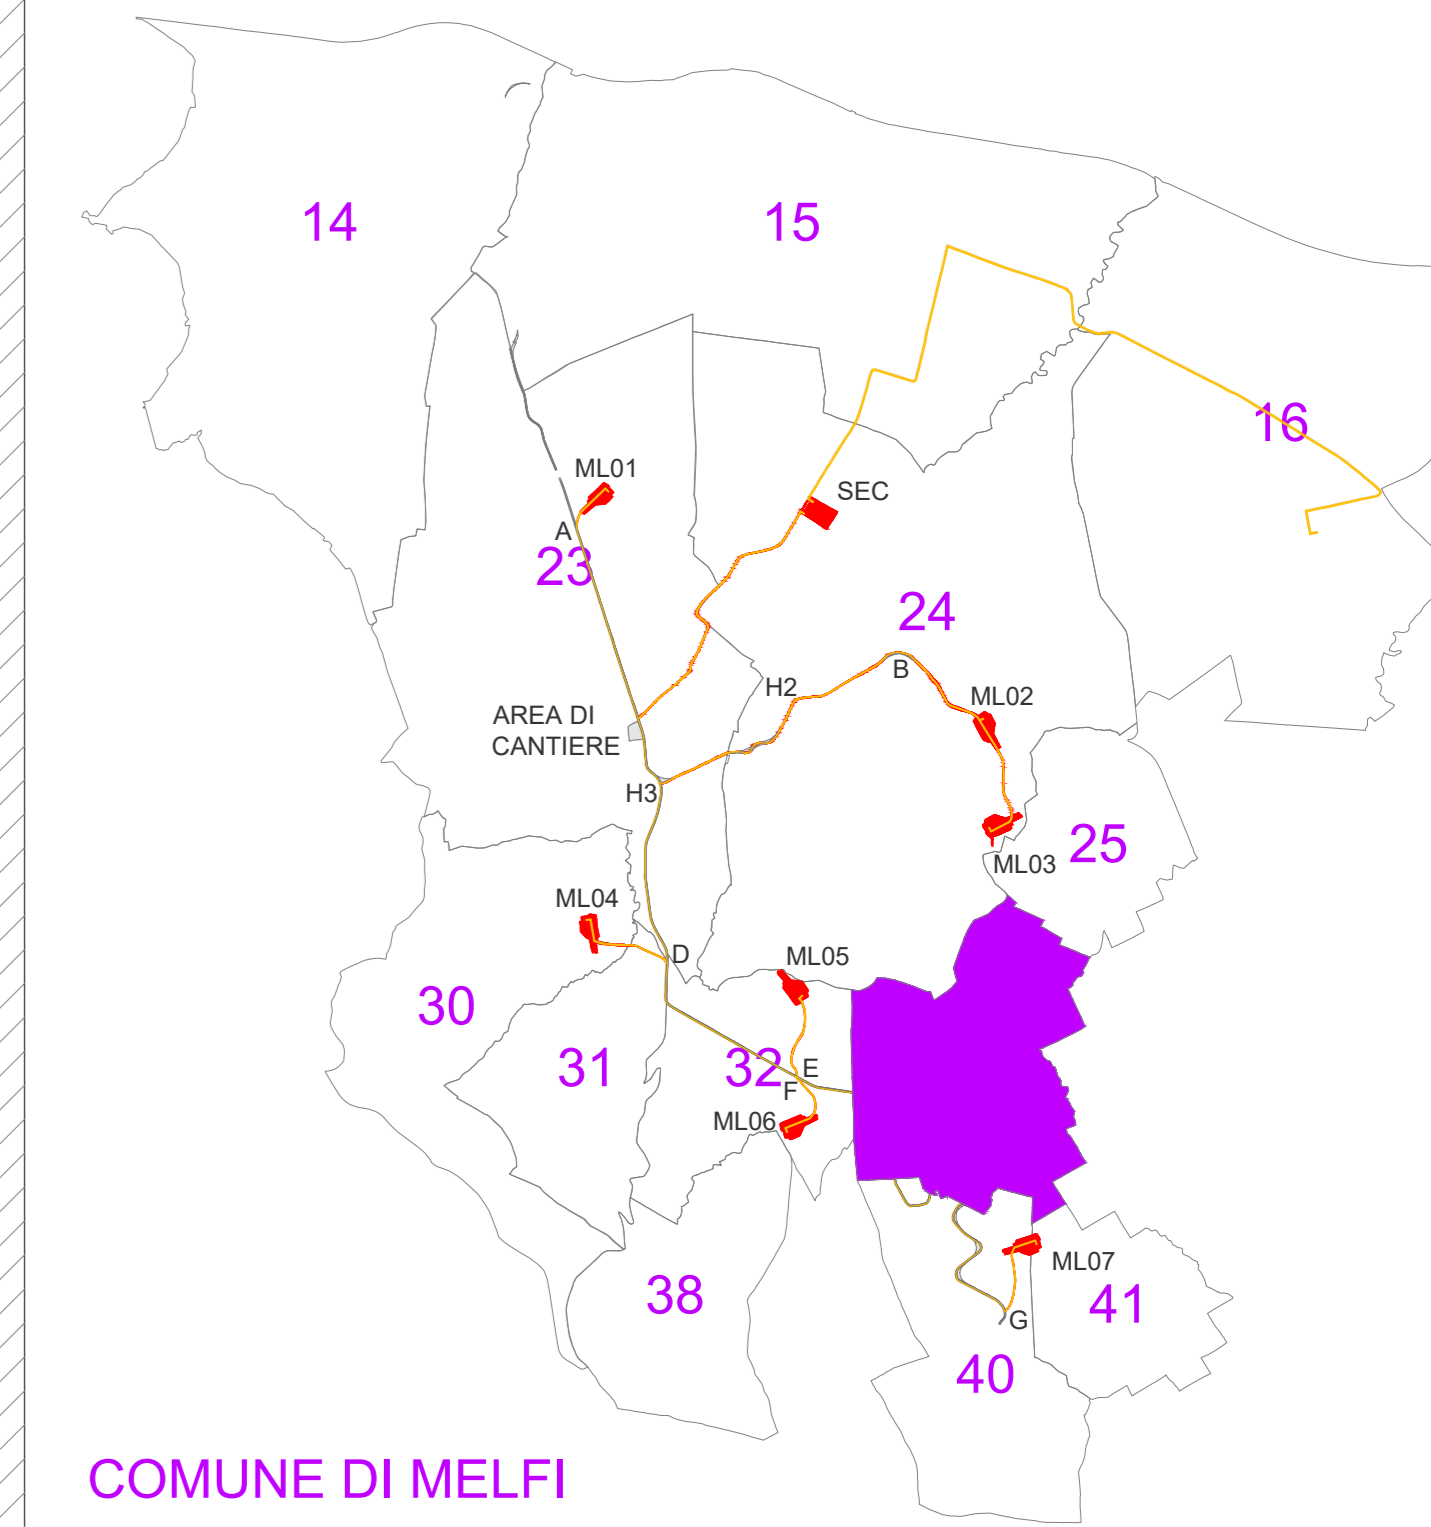 14
15
16
ML01
SEC
A
23
24
B
H2
ML02
AREA DI
CANTIERE
H3
25
ML03
ML04
D
ML05
30
31
32
E
F
ML06
ML07
38
41
G
40
COMUNE DI MELFI